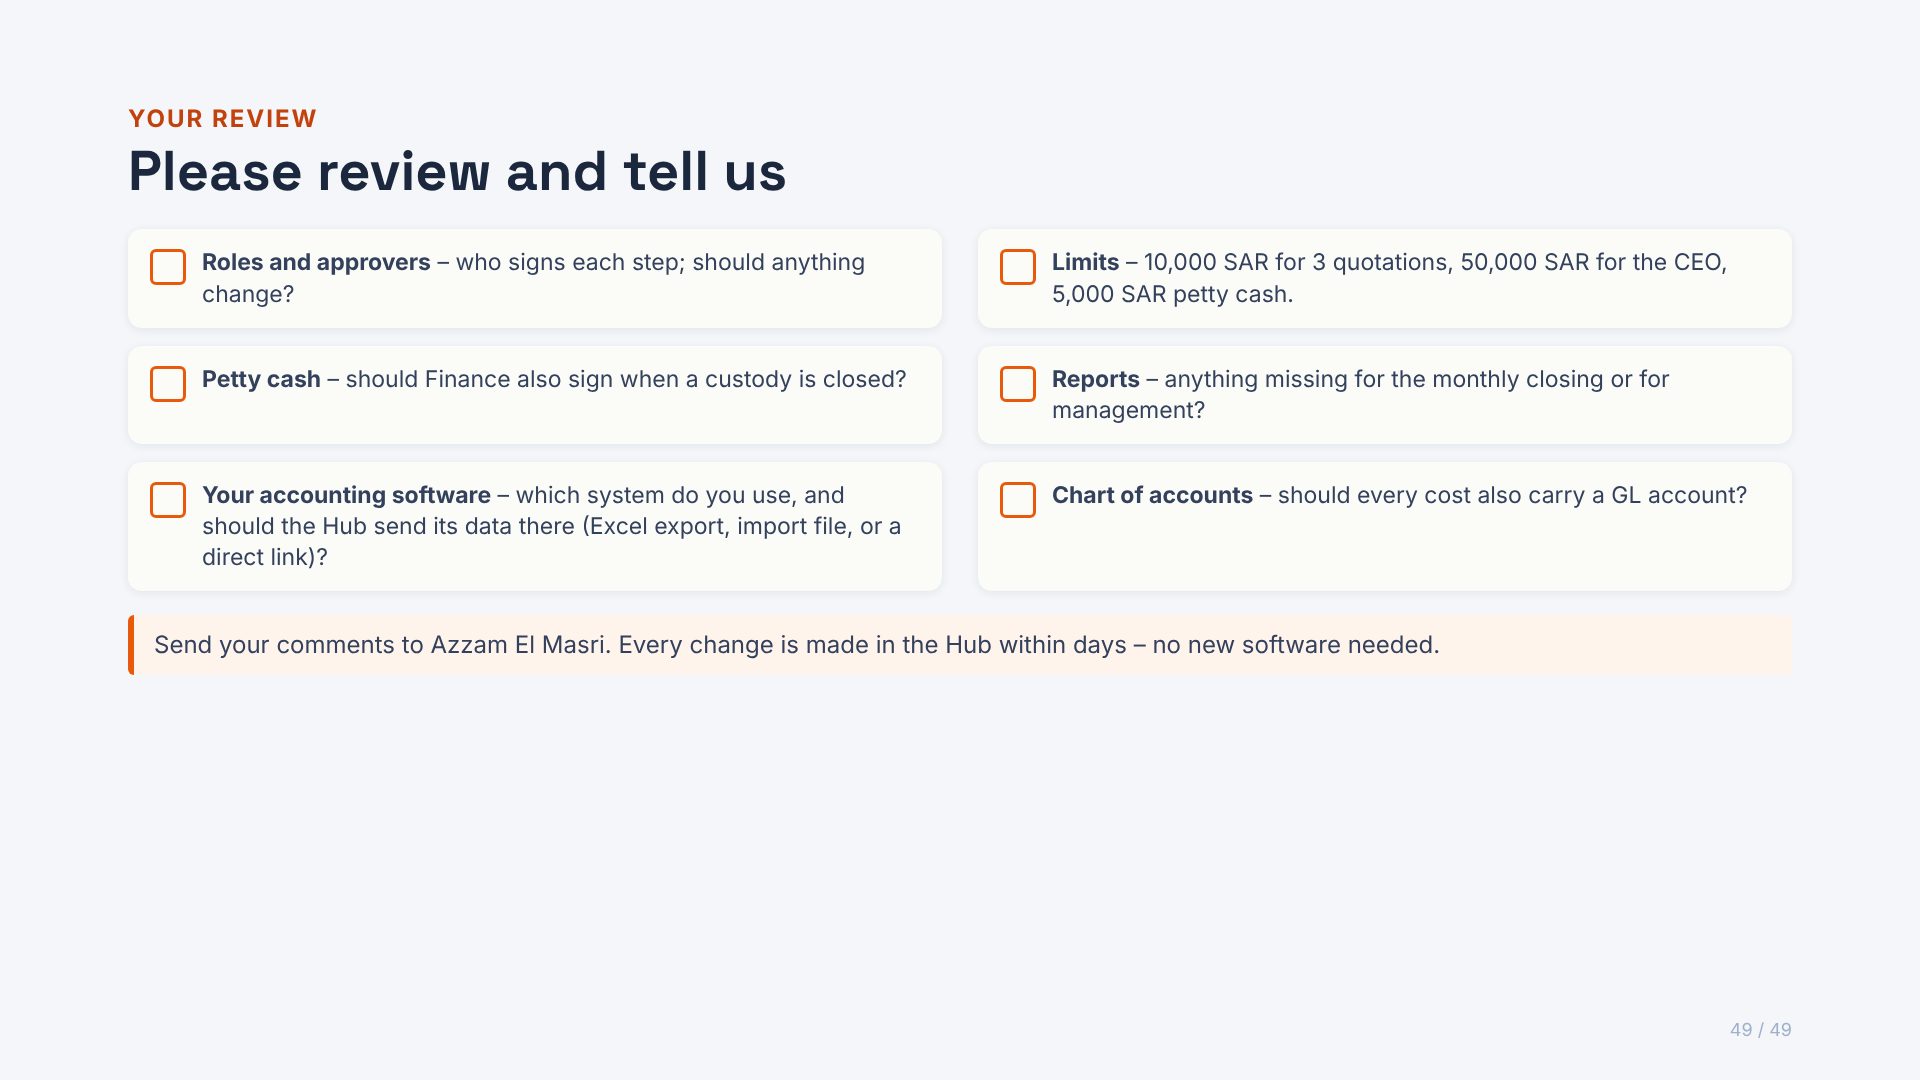 YOUR REVIEW
Please review and tell us
Roles and approvers – who signs each step; should anything
change?
Limits – 10,000 SAR for 3 quotations, 50,000 SAR for the CEO,
5,000 SAR petty cash.
Petty cash – should Finance also sign when a custody is closed?
Reports – anything missing for the monthly closing or for
management?
Your accounting software – which system do you use, and
should the Hub send its data there (Excel export, import file, or a
direct link)?
Chart of accounts – should every cost also carry a GL account?
Send your comments to Azzam El Masri. Every change is made in the Hub within days – no new software needed.
49 / 49